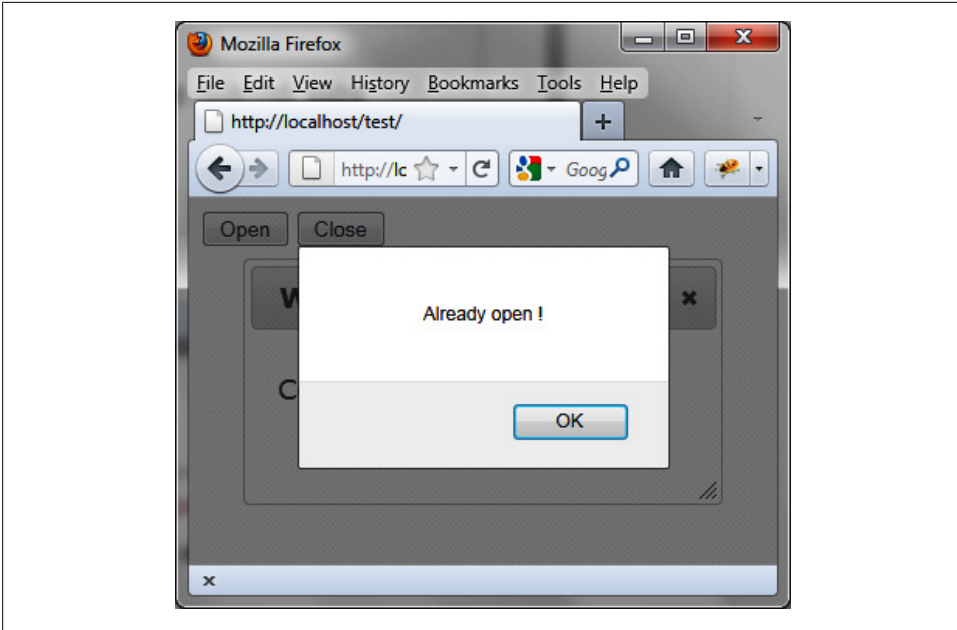 Mozilla Firefox
File Edit View History Bookmarks Tools Help
http://localhost/test/
http://lc Goog
Open Close
W
Already open !
C
OK